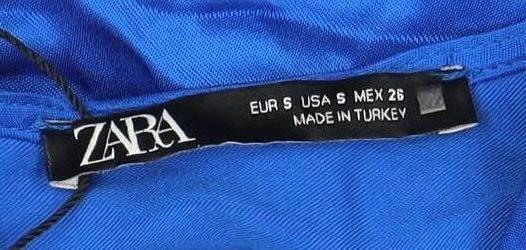 ZARA
EUR S USA S MEX 26
MADE IN TURKEY